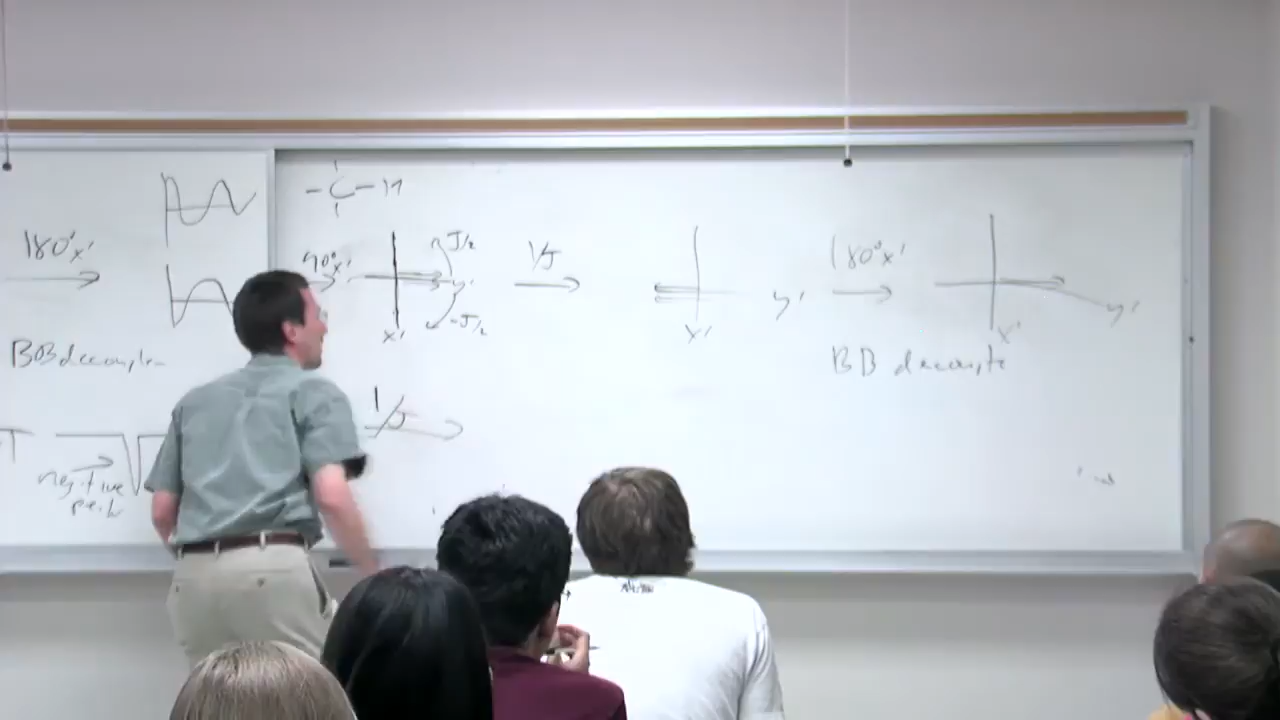 180°x'
BB decouple
negative
peak
-C-H
90°x'
J/2
y'
-J/2
x'
1/J
y'
x'
180°x'
BB decouple
y'
x'
1/J